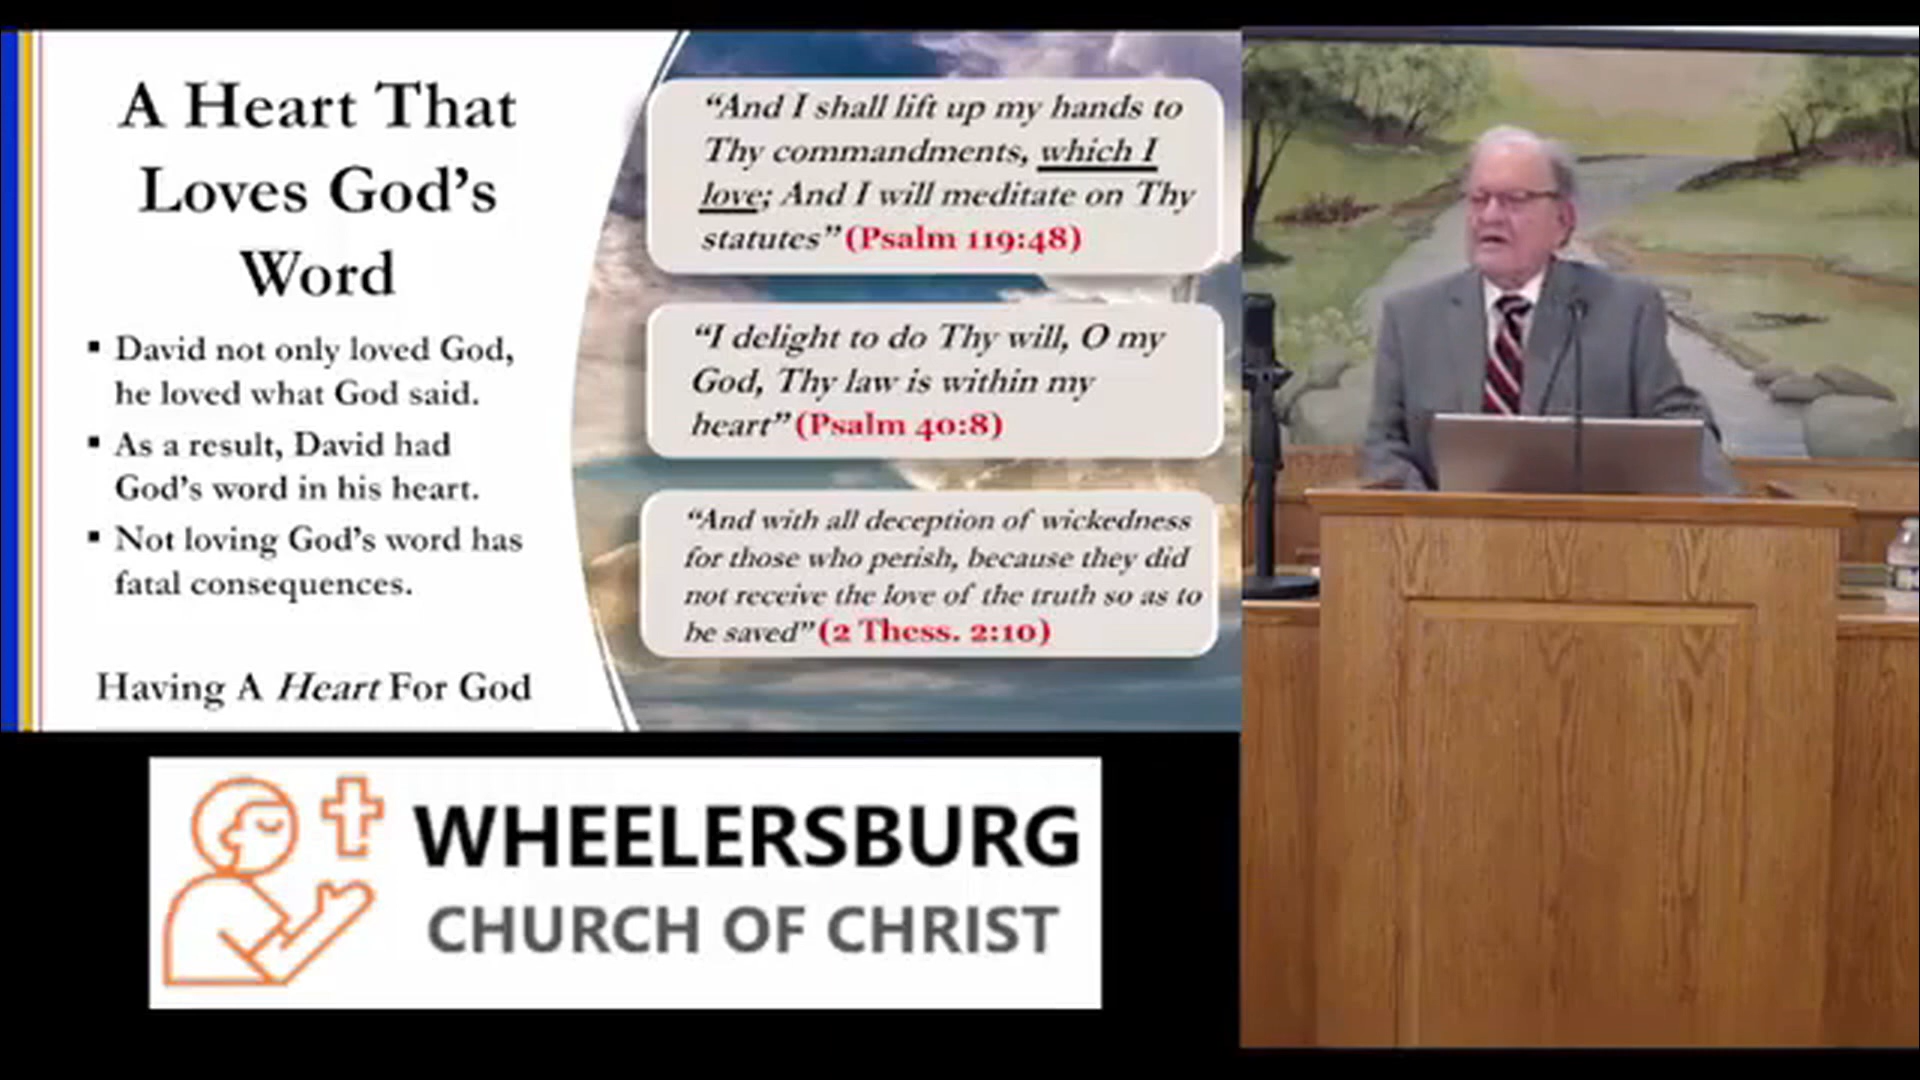 A Heart That
Loves God's
Word
▪ David not only loved God,
he loved what God said.
▪ As a result, David had
God's word in his heart.
▪ Not loving God's word has
fatal consequences.
Having A Heart For God
“And I shall lift up my hands to
Thy commandments, which I
love; And I will meditate on Thy
statutes” (Psalm 119:48)
“I delight to do Thy will, O my
God, Thy law is within my
heart” (Psalm 40:8)
“And with all deception of wickedness
for those who perish, because they did
not receive the love of the truth so as to
be saved” (2 Thess. 2:10)
WHEELERSBURG
CHURCH OF CHRIST